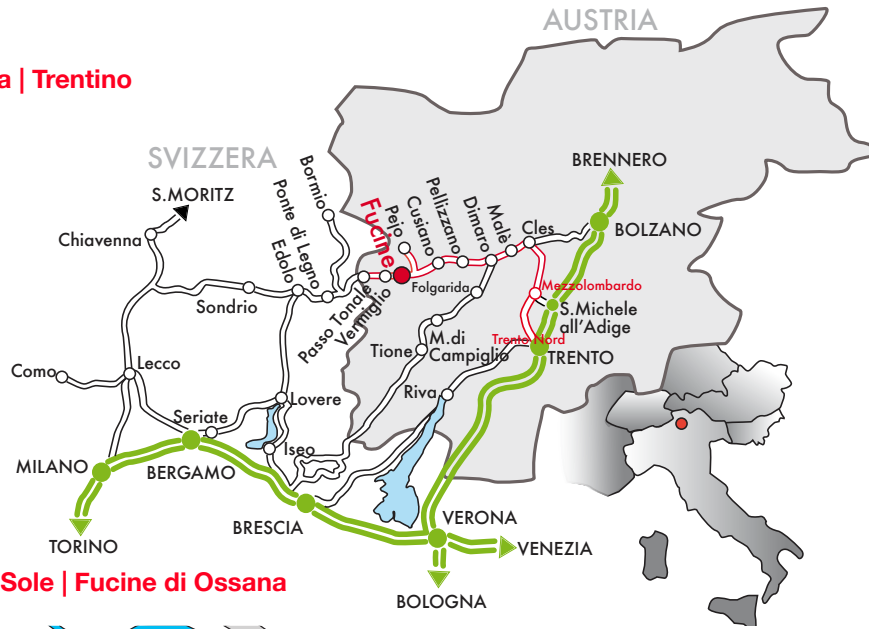 AUSTRIA
a | Trentino
SVIZZERA
BRENNERO
S.MORITZ
Bormio
Ponte di Legno
Edolo
Chiavenna
Fucine
Pejo
Cusiano
Pellizzano
Dimaro
Malè
Cles
BOLZANO
Sondrio
Passo Tonale
Vermiglio
Folgarida
Mezzolombardo
S.Michele
all'Adige
Trento Nord
TRENTO
Tione
M.di
Campiglio
Como
Lecco
Riva
Lovere
Seriate
Iseo
MILANO
BERGAMO
BRESCIA
VERONA
TORINO
VENEZIA
Sole | Fucine di Ossana
BOLOGNA